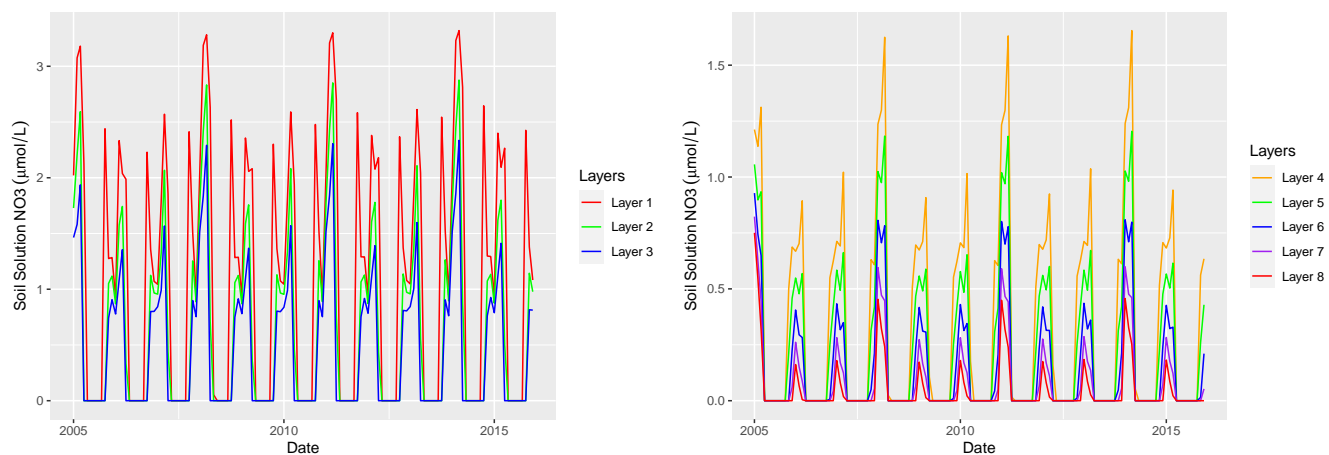 Soil Solution NO3 (µmol/L)
3
2
1
0
2005
2010
2015
Date
Layers
Layer 1
Layer 2
Layer 3
Soil Solution NO3 (µmol/L)
1.5
1.0
0.5
0.0
2005
2010
2015
Date
Layers
Layer 4
Layer 5
Layer 6
Layer 7
Layer 8